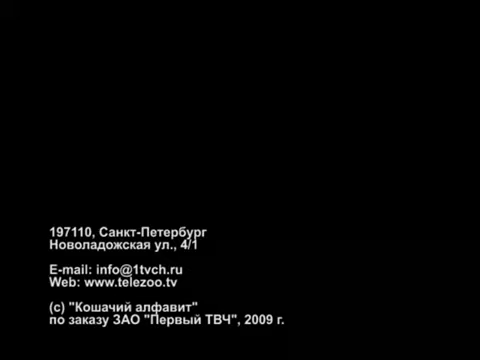 197110, Санкт-Петербург
Новоладожская ул., 4/1
E-mail: info@1tvch.ru
Web: www.telezoo.tv
(с) "Кошачий алфавит"
по заказу ЗАО "Первый ТВЧ", 2009 г.